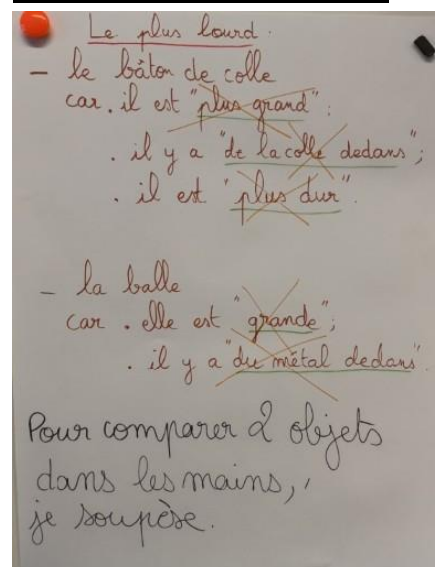 Le plus lourd.
- le bâton de colle
car . il est "plus grand" ;
. il y a "de la colle dedans" ;
. il est "plus dur".
- la balle
car . elle est "grande" ;
. il y a "du métal dedans".
Pour comparer 2 objets
dans les mains,
je soupèse.